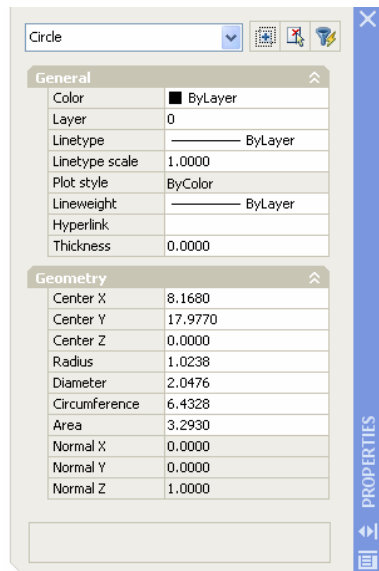 Circle
General
Color ByLayer
Layer 0
Linetype ByLayer
Linetype scale 1.0000
Plot style ByColor
Lineweight ByLayer
Hyperlink
Thickness 0.0000
Geometry
Center X 8.1680
Center Y 17.9770
Center Z 0.0000
Radius 1.0238
Diameter 2.0476
Circumference 6.4328
Area 3.2930
Normal X 0.0000
Normal Y 0.0000
Normal Z 1.0000
PROPERTIES